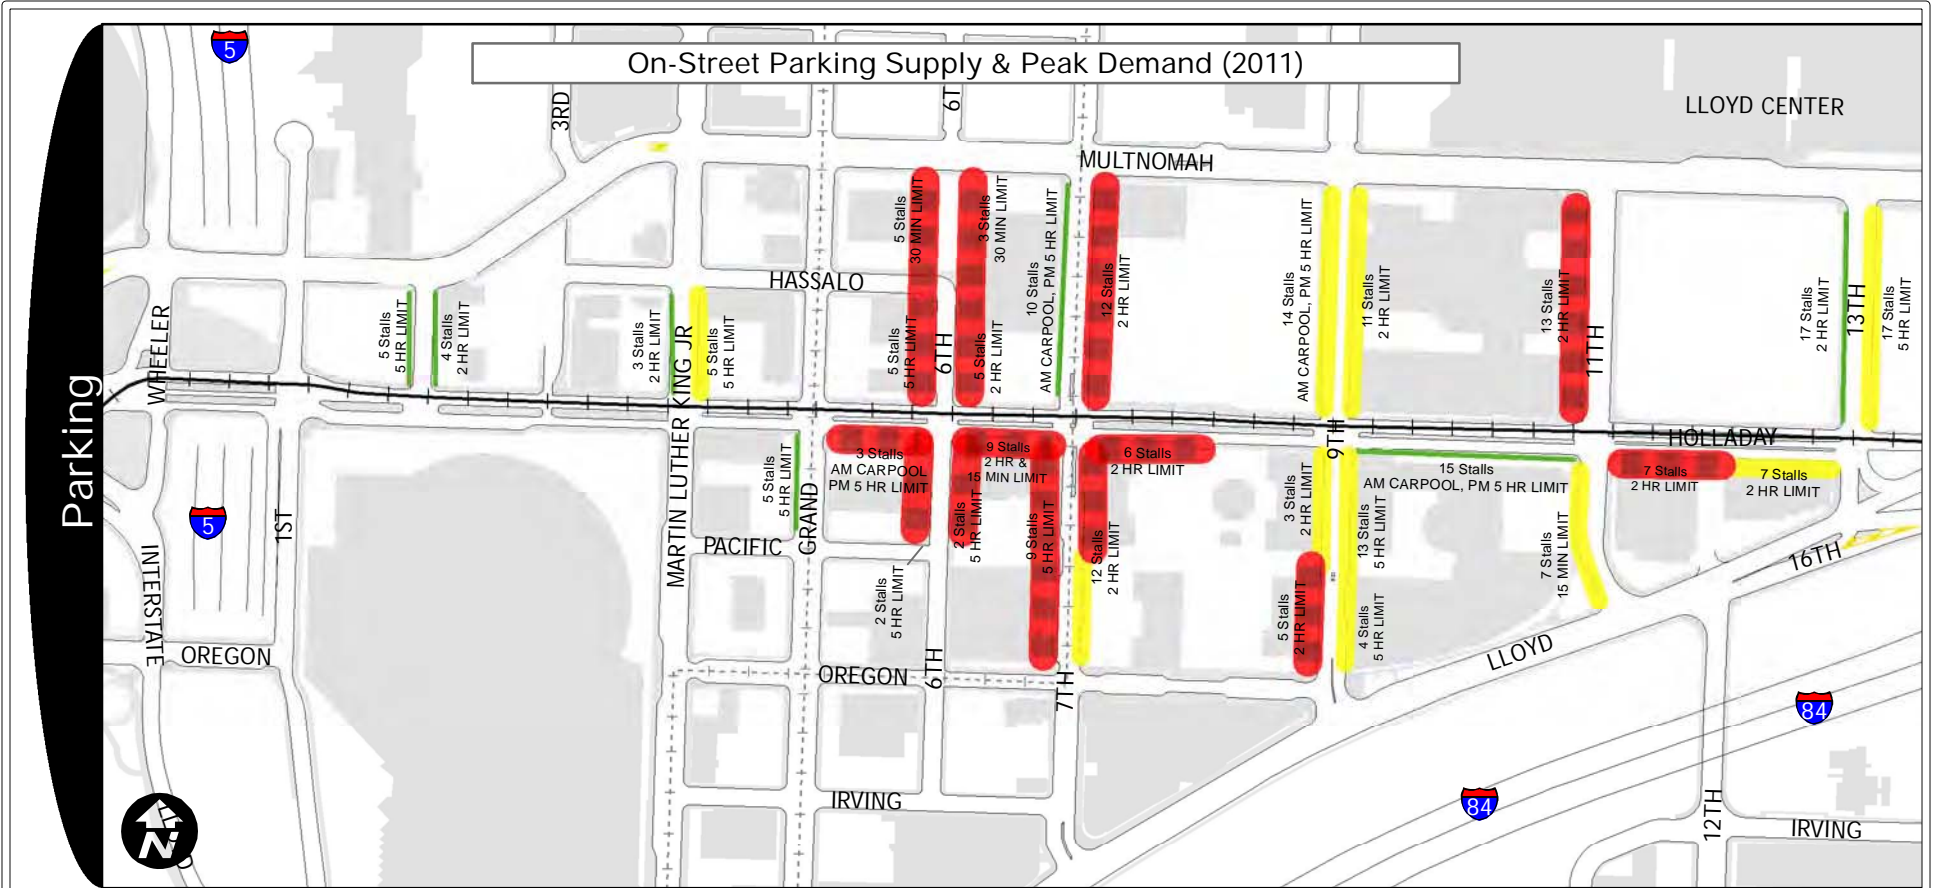 Parking
On-Street Parking Supply & Peak Demand (2011)
5
3RD
6TH
LLOYD CENTER
MULTNOMAH
HASSALO
WHEELER
5 Stalls
5 HR LIMIT
4 Stalls
2 HR LIMIT
3 Stalls
2 HR LIMIT
MARTIN LUTHER KING JR
5 Stalls
5 HR LIMIT
5 Stalls
30 MIN LIMIT
5 Stalls
5 HR LIMIT
6TH
3 Stalls
30 MIN LIMIT
5 Stalls
2 HR LIMIT
10 Stalls
AM CARPOOL, PM 5 HR LIMIT
12 Stalls
2 HR LIMIT
14 Stalls
AM CARPOOL, PM 5 HR LIMIT
11 Stalls
2 HR LIMIT
13 Stalls
2 HR LIMIT
11TH
17 Stalls
2 HR LIMIT
13TH
17 Stalls
5 HR LIMIT
HOLLADAY
5
1ST
INTERSTATE
OREGON
5 Stalls
5 HR LIMIT
GRAND
PACIFIC
3 Stalls
AM CARPOOL
PM 5 HR LIMIT
2 Stalls
5 HR LIMIT
9 Stalls
2 HR &
15 MIN LIMIT
2 Stalls
5 HR LIMIT
9 Stalls
5 HR LIMIT
6 Stalls
2 HR LIMIT
12 Stalls
2 HR LIMIT
9TH
3 Stalls
2 HR LIMIT
5 Stalls
2 HR LIMIT
13 Stalls
5 HR LIMIT
4 Stalls
5 HR LIMIT
15 Stalls
AM CARPOOL, PM 5 HR LIMIT
7 Stalls
15 MIN LIMIT
7 Stalls
2 HR LIMIT
7 Stalls
2 HR LIMIT
16TH
LLOYD
OREGON
6TH
7TH
84
84
IRVING
12TH
IRVING
N